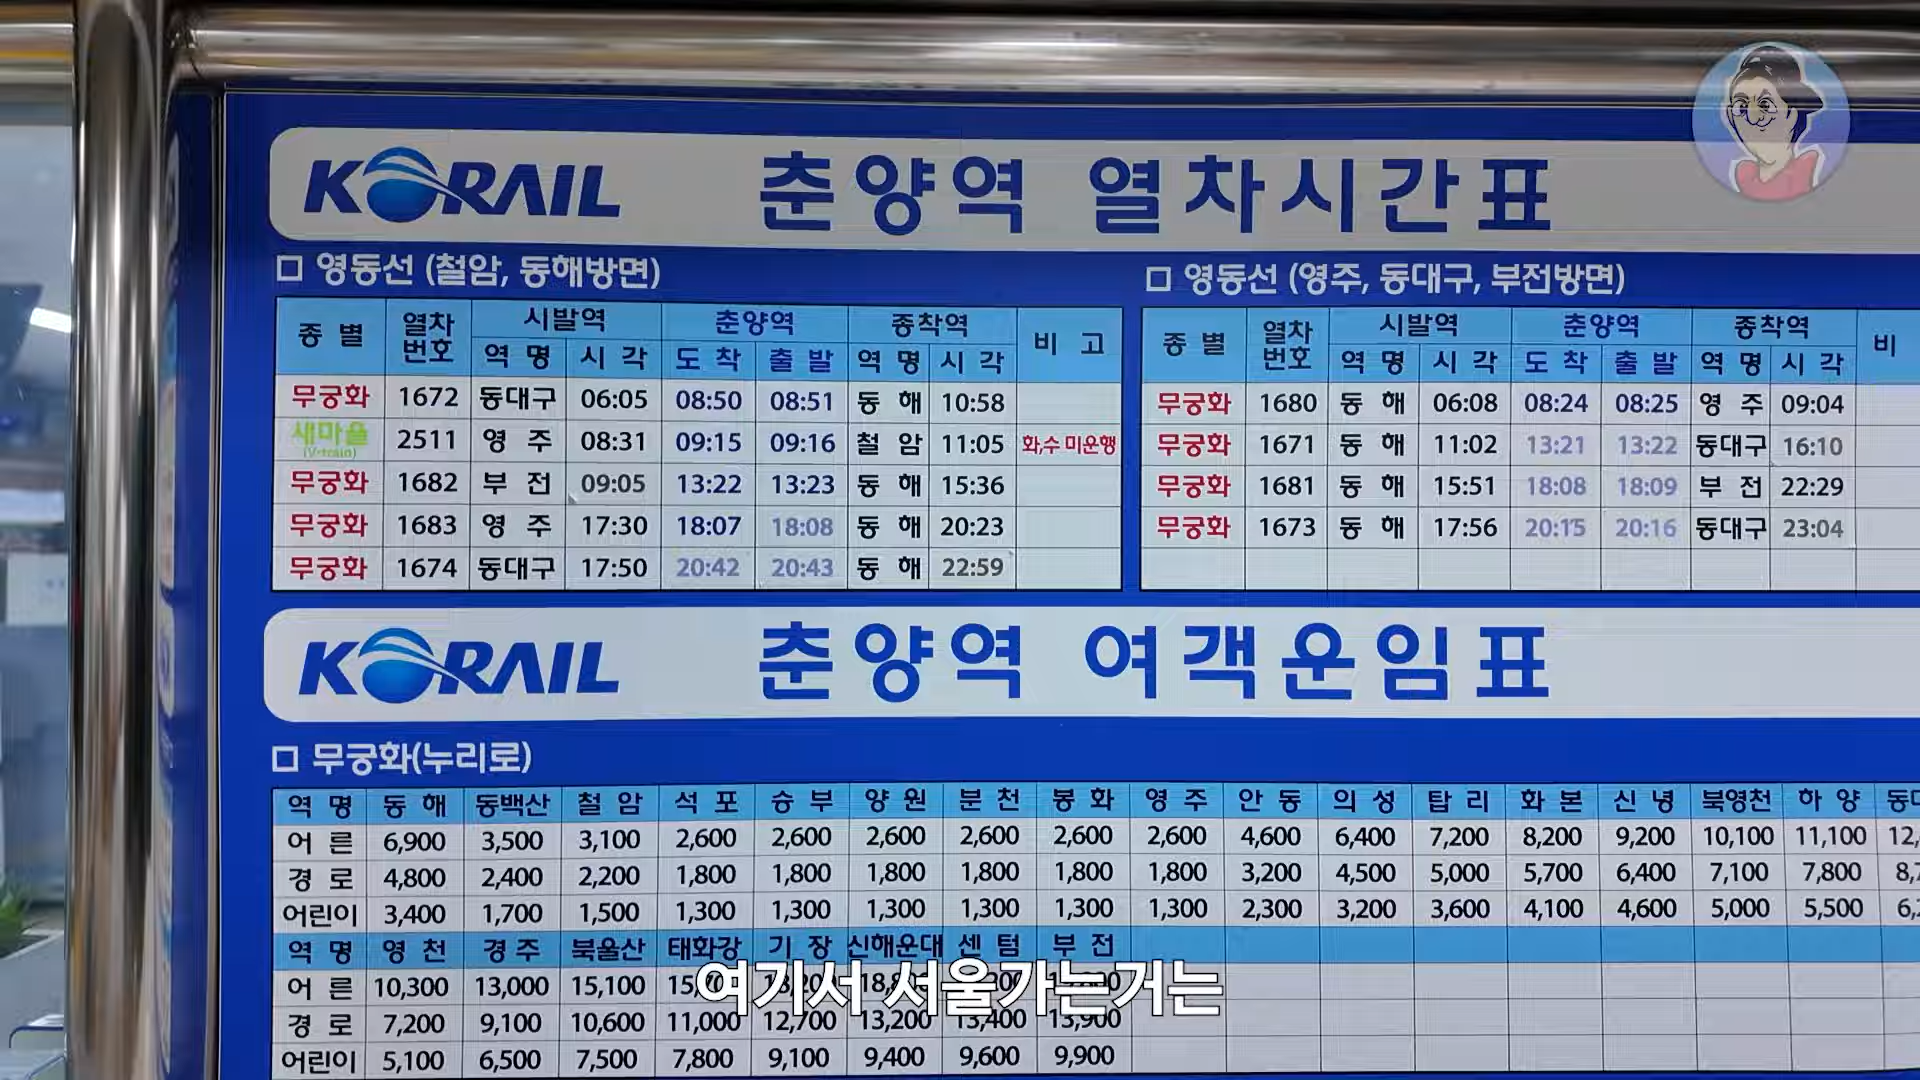 KORAIL 춘양역 열차시간표
□ 영동선 (철암, 동해방면)
종 별 열차번호 시발역 춘양역 종착역 비 고
역 명 시 각 도 착 출 발 역 명 시 각
무궁화 1672 동대구 06:05 08:50 08:51 동 해 10:58
새마을 (V-train) 2511 영 주 08:31 09:15 09:16 철 암 11:05 화,수 미운행
무궁화 1682 부 전 09:05 13:22 13:23 동 해 15:36
무궁화 1683 영 주 17:30 18:07 18:08 동 해 20:23
무궁화 1674 동대구 17:50 20:42 20:43 동 해 22:59
□ 영동선 (영주, 동대구, 부전방면)
종 별 열차번호 시발역 춘양역 종착역 비
역 명 시 각 도 착 출 발 역 명 시 각
무궁화 1680 동 해 06:08 08:24 08:25 영 주 09:04
무궁화 1671 동 해 11:02 13:21 13:22 동대구 16:10
무궁화 1681 동 해 15:51 18:08 18:09 부 전 22:29
무궁화 1673 동 해 17:56 20:15 20:16 동대구 23:04
KORAIL 춘양역 여객운임표
□ 무궁화(누리로)
역 명 동 해 동백산 철 암 석 포 승 부 양 원 분 천 봉 화 영 주 안 동 의 성 탑 리 화 본 신 녕 북영천 하 양
어 른 6,900 3,500 3,100 2,600 2,600 2,600 2,600 2,600 2,600 4,600 6,400 7,200 8,200 9,200 10,100 11,100
경 로 4,800 2,400 2,200 1,800 1,800 1,800 1,800 1,800 1,800 3,200 4,500 5,000 5,700 6,400 7,100 7,800
어린이 3,400 1,700 1,500 1,300 1,300 1,300 1,300 1,300 1,300 2,300 3,200 3,600 4,100 4,600 5,000 5,500
역 명 영 천 경 주 북울산 태화강 기 장 신해운대 센 텀 부 전
어 른 10,300 13,000 15,100
경 로 7,200 9,100 10,600 11,000 12,700 13,200 13,400 13,900
어린이 5,100 6,500 7,500 7,800 9,100 9,400 9,600 9,900
여기서 서울가는거는